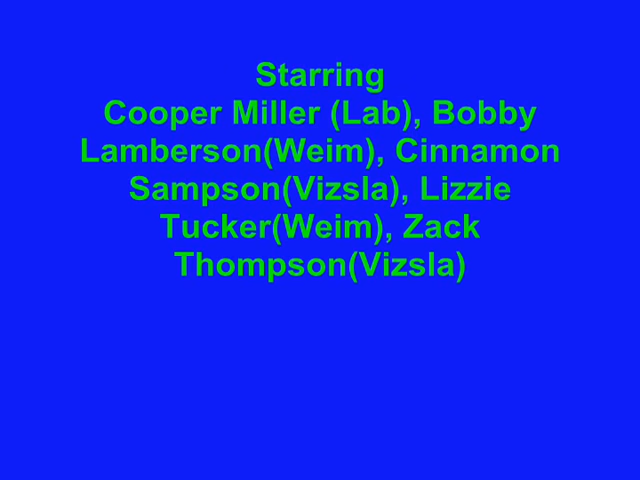 Starring
Cooper Miller (Lab), Bobby
Lamberson(Weim), Cinnamon
Sampson(Vizsla), Lizzie
Tucker(Weim), Zack
Thompson(Vizsla)